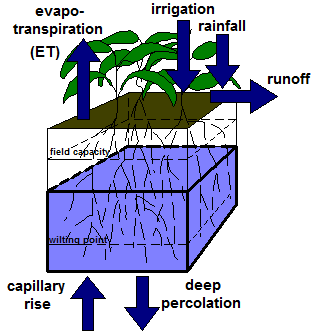 evapo-
transpiration
(ET)
irrigation
rainfall
runoff
field capacity
wilting point
capillary
rise
deep
percolation